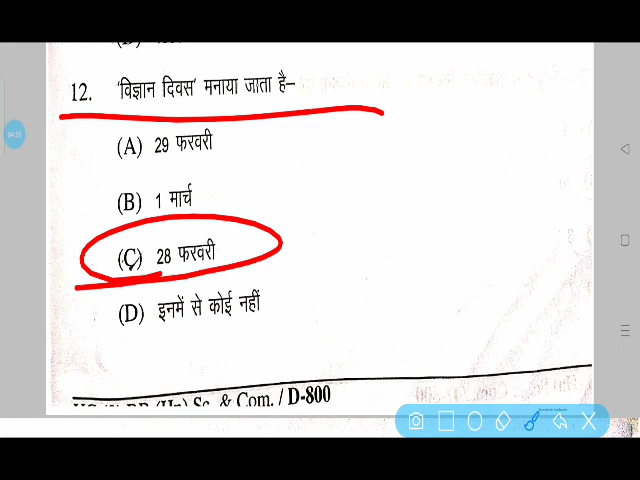 12. 'विज्ञान दिवस' मनाया जाता है–
(A) 29 फरवरी
(B) 1 मार्च
(C) 28 फरवरी
(D) इनमें से कोई नहीं
Sc. & Com. / D-800